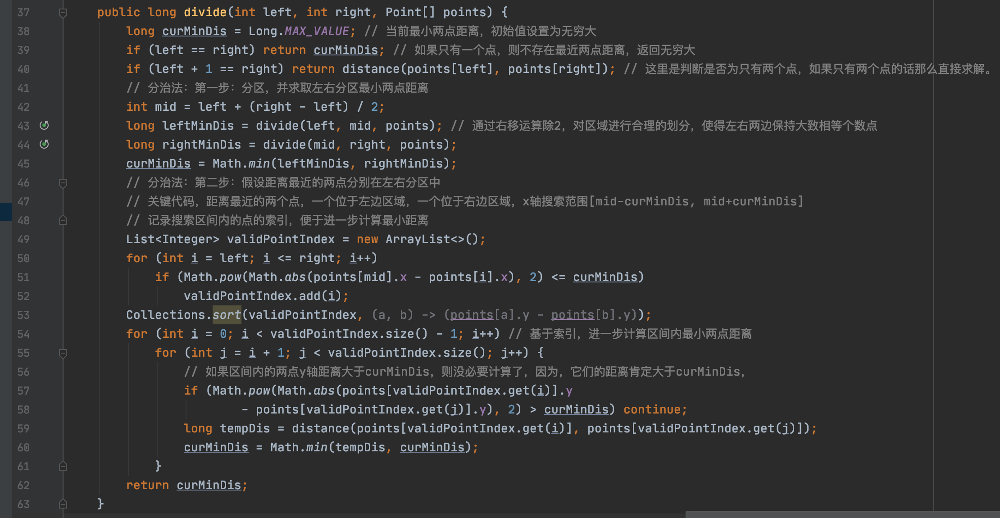 37 public long divide(int left, int right, Point[] points) {
38 long curMinDis = Long.MAX_VALUE; // 当前最小两点距离，初始值设置为无穷大
39 if (left == right) return curMinDis; // 如果只有一个点，则不存在最近两点距离，返回无穷大
40 if (left + 1 == right) return distance(points[left], points[right]); // 这里是判断是否为只有两个点，如果只有两个点的话那么直接求解。
41 // 分治法：第一步：分区，并求取左右分区最小两点距离
42 int mid = left + (right - left) / 2;
43 long leftMinDis = divide(left, mid, points); // 通过右移运算除2，对区域进行合理的划分，使得左右两边保持大致相等个数点
44 long rightMinDis = divide(mid, right, points);
45 curMinDis = Math.min(leftMinDis, rightMinDis);
46 // 分治法：第二步：假设距离最近的两点分别在左右分区中
47 // 关键代码，距离最近的两个点，一个位于左边区域，一个位于右边区域，x轴搜索范围[mid-curMinDis, mid+curMinDis]
48 // 记录搜索区间内的点的索引，便于进一步计算最小距离
49 List<Integer> validPointIndex = new ArrayList<>();
50 for (int i = left; i <= right; i++)
51 if (Math.pow(Math.abs(points[mid].x - points[i].x), 2) <= curMinDis)
52 validPointIndex.add(i);
53 Collections.sort(validPointIndex, (a, b) -> (points[a].y - points[b].y));
54 for (int i = 0; i < validPointIndex.size() - 1; i++) // 基于索引，进一步计算区间内最小两点距离
55 for (int j = i + 1; j < validPointIndex.size(); j++) {
56 // 如果区间内的两点y轴距离大于curMinDis，则没必要计算了，因为，它们的距离肯定大于curMinDis，
57 if (Math.pow(Math.abs(points[validPointIndex.get(i)].y
58 - points[validPointIndex.get(j)].y), 2) > curMinDis) continue;
59 long tempDis = distance(points[validPointIndex.get(i)], points[validPointIndex.get(j)]);
60 curMinDis = Math.min(tempDis, curMinDis);
61 }
62 return curMinDis;
63 }